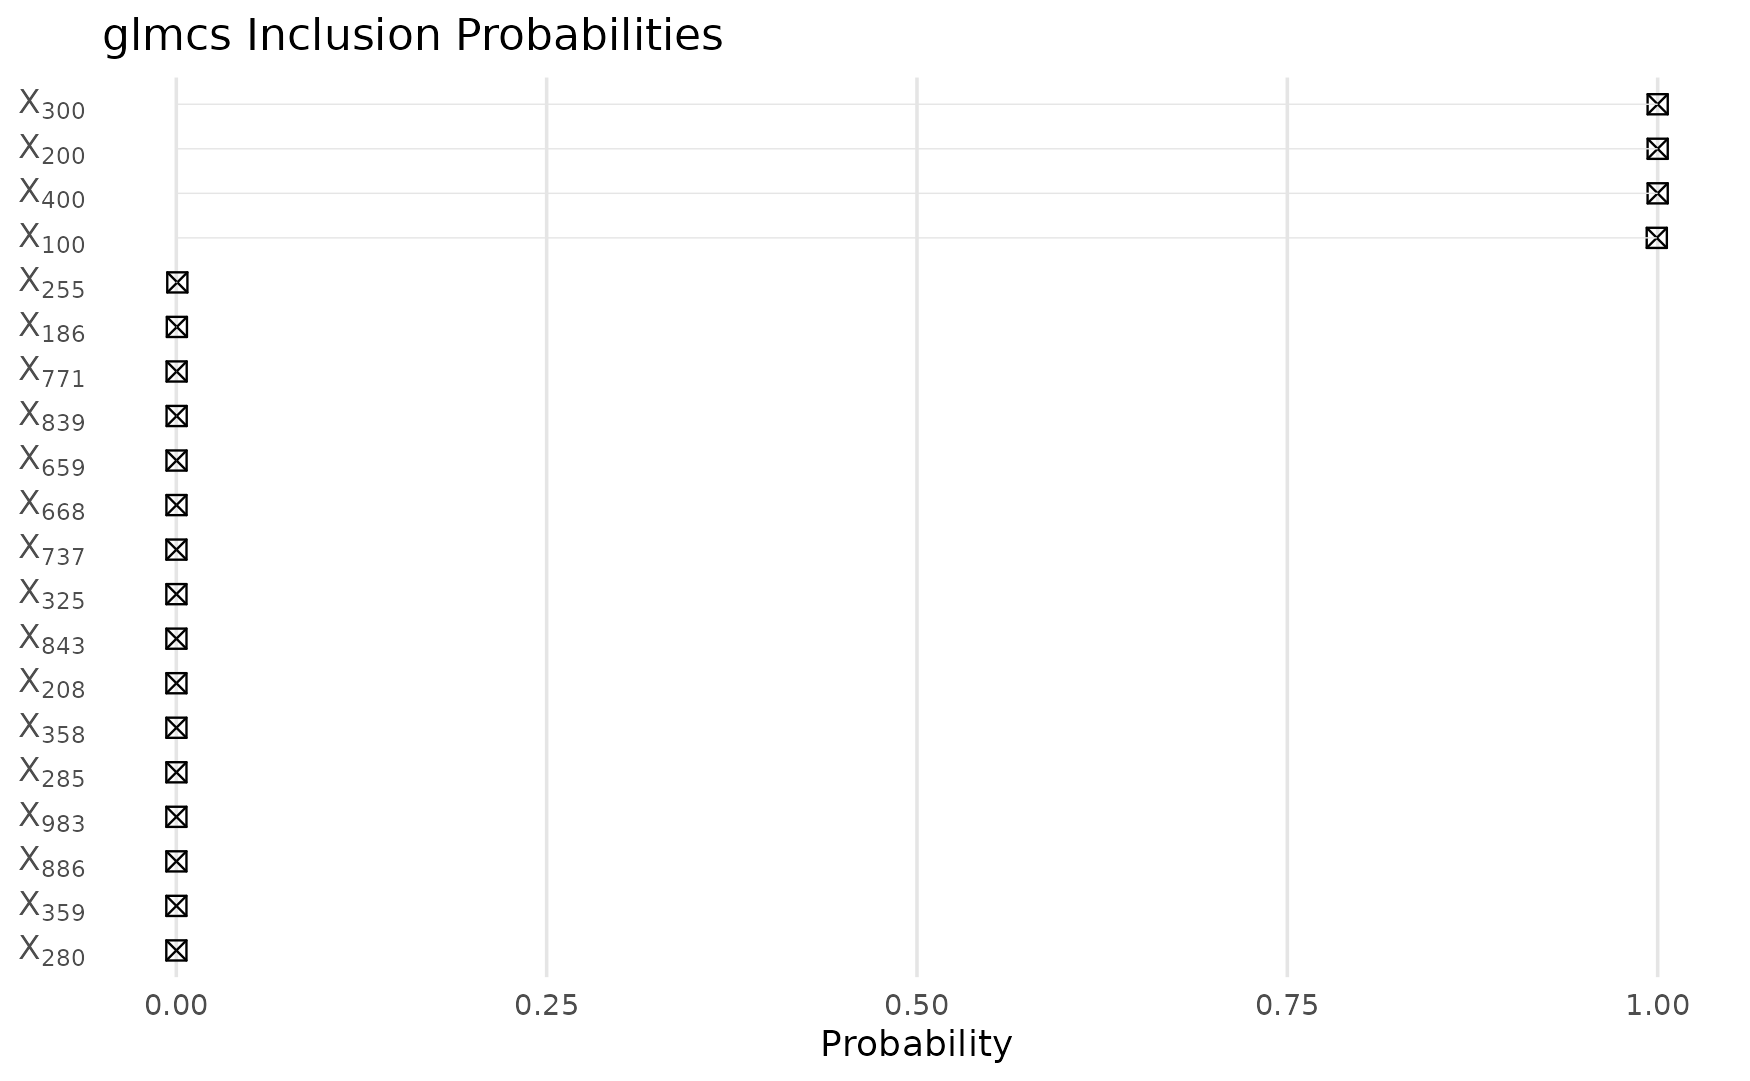 glmcs Inclusion Probabilities
X₃₀₀
X₂₀₀
X₄₀₀
X₁₀₀
X₂₅₅
X₁₈₆
X₇₇₁
X₈₃₉
X₆₅₉
X₆₆₈
X₇₃₇
X₃₂₅
X₈₄₃
X₂₀₈
X₃₅₈
X₂₈₅
X₉₈₃
X₈₈₆
X₃₅₉
X₂₈₀
0.00 0.25 0.50 0.75 1.00
Probability